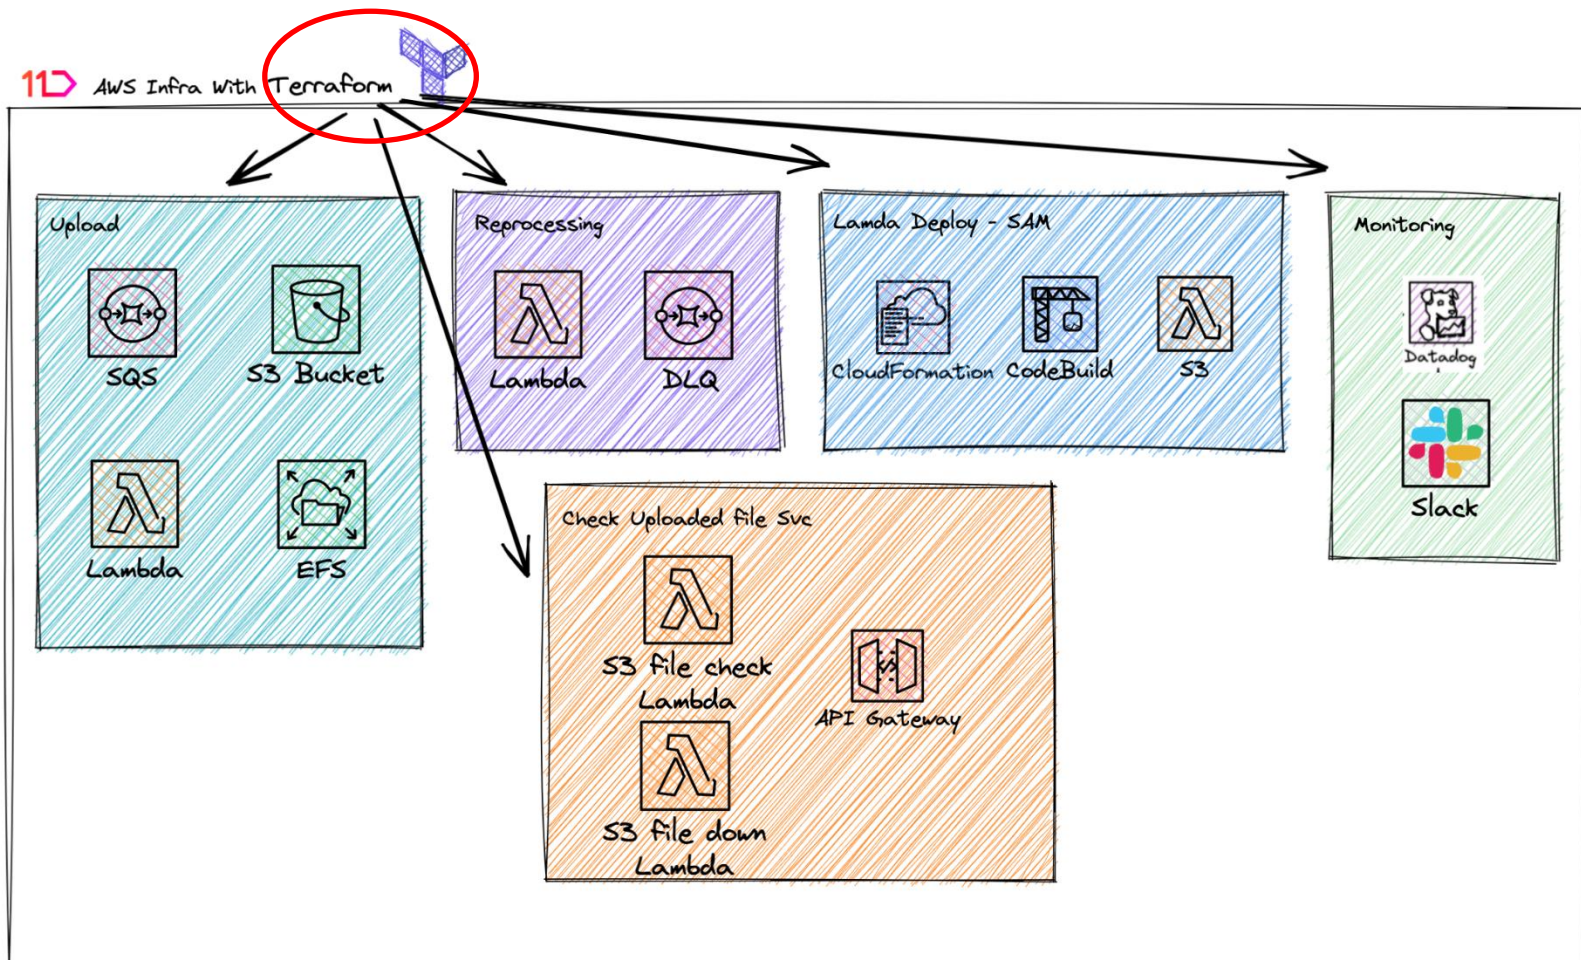 11
AWS Infra With Terraform
Upload
SQS
S3 Bucket
Lambda
EFS
Reprocessing
Lambda
DLQ
Lamda Deploy - SAM
CloudFormation
CodeBuild
S3
Monitoring
Datadog
Slack
Check Uploaded file Svc
S3 file check
Lambda
API Gateway
S3 file down
Lambda